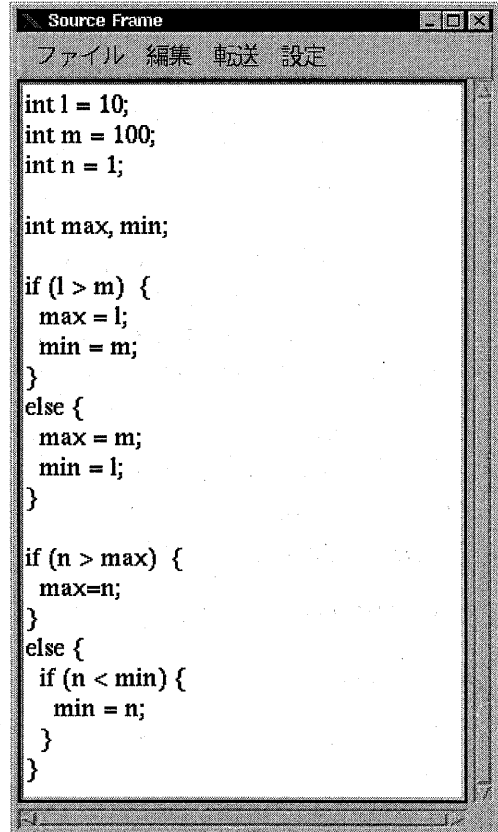 Source Frame
ファイル 編集 転送 設定
int l = 10;
int m = 100;
int n = 1;
int max, min;
if (l > m) {
max = l;
min = m;
}
else {
max = m;
min = l;
}
if (n > max) {
max=n;
}
else {
if (n < min) {
min = n;
}
}